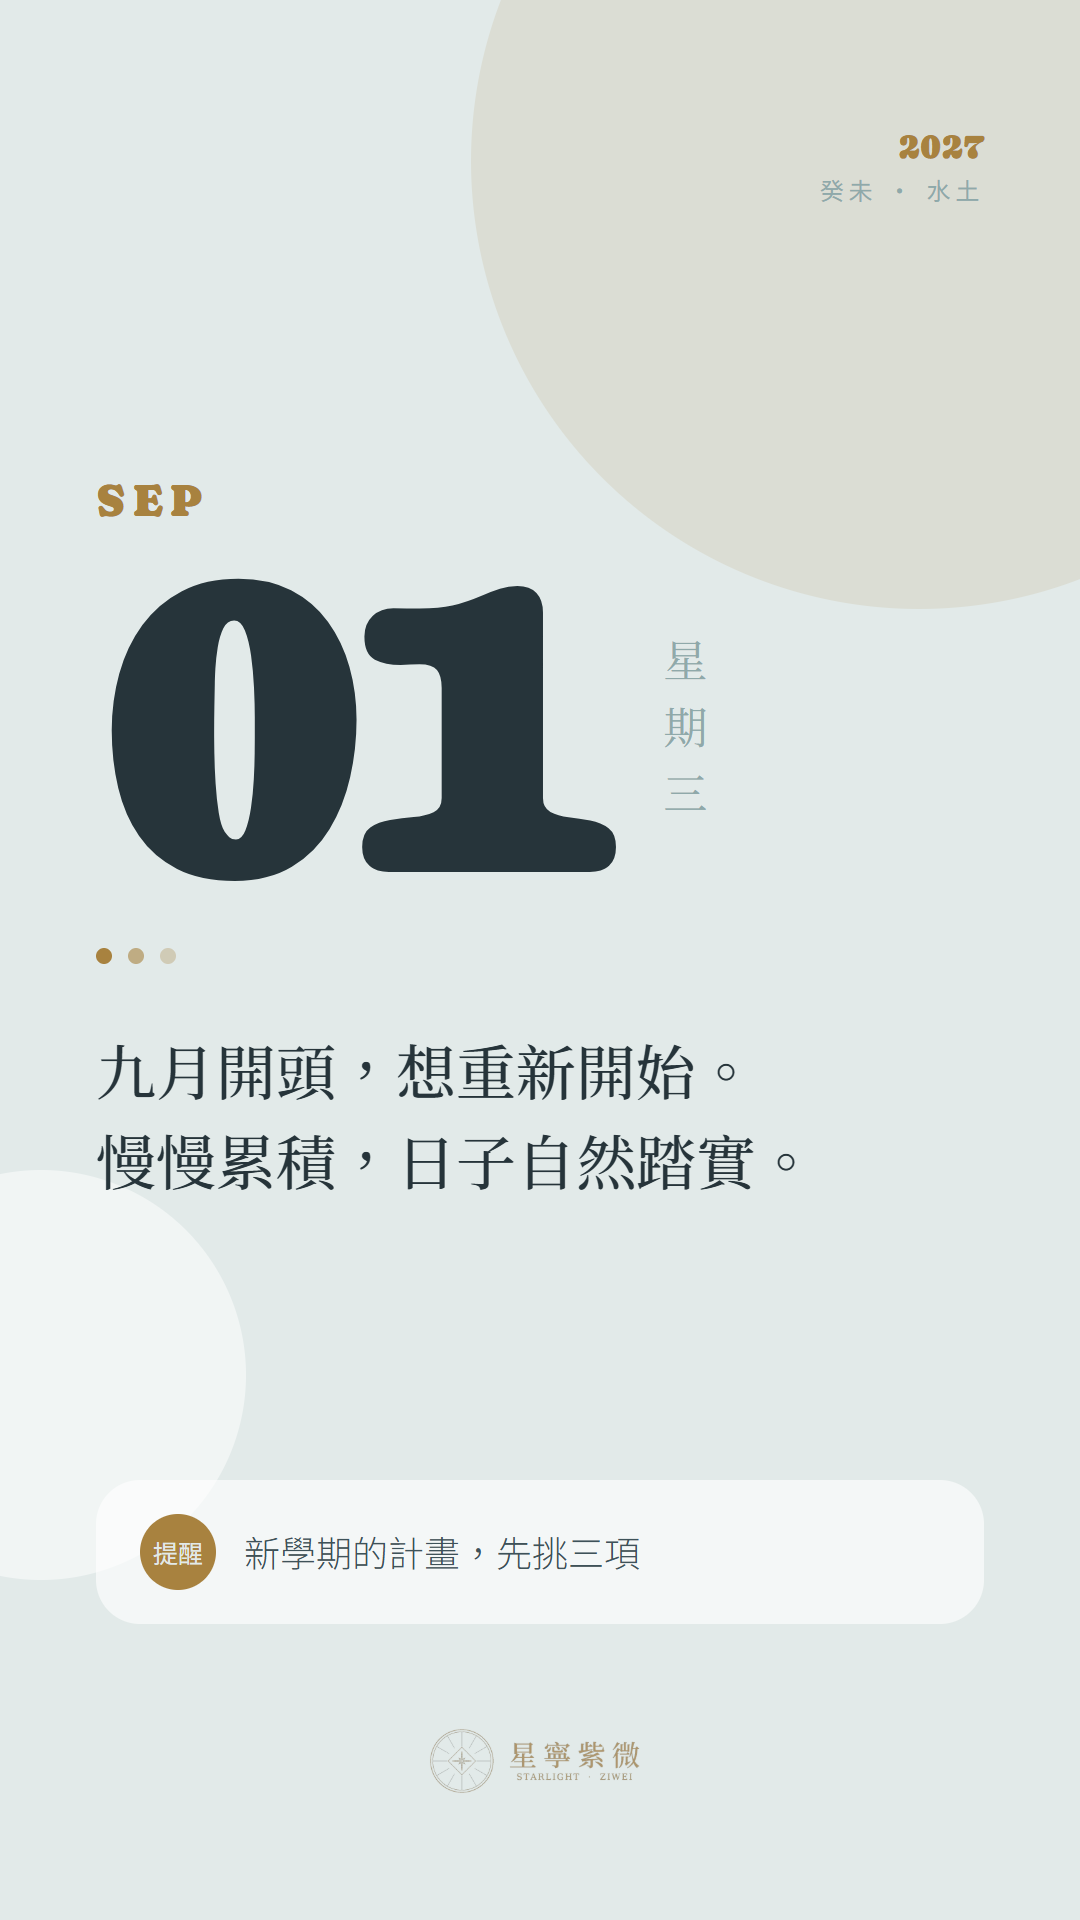 2027
癸未 · 水土
SEP
01
星期三
九月開頭，想重新開始。
慢慢累積，日子自然踏實。
提醒
新學期的計畫，先挑三項
星寧紫微
STARLIGHT · ZIWEI